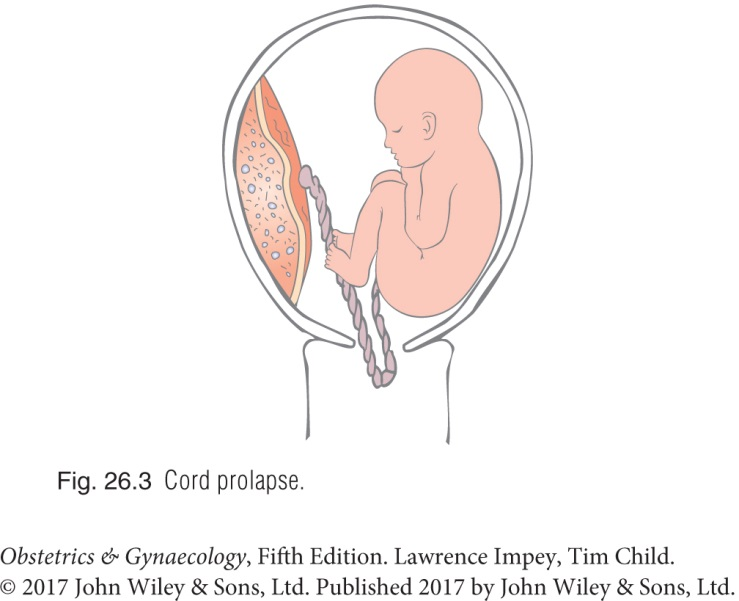 Fig. 26.3 Cord prolapse.
Obstetrics & Gynaecology, Fifth Edition. Lawrence Impey, Tim Child.
© 2017 John Wiley & Sons, Ltd. Published 2017 by John Wiley & Sons, Ltd.